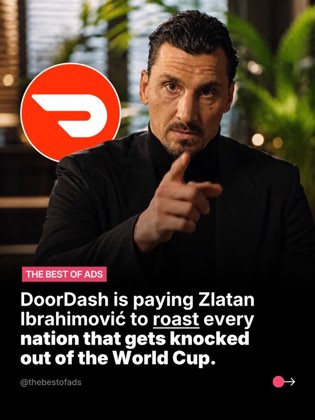 THE BEST OF ADS
DoorDash is paying Zlatan
Ibrahimović to roast every
nation that gets knocked
out of the World Cup.
@thebestofads